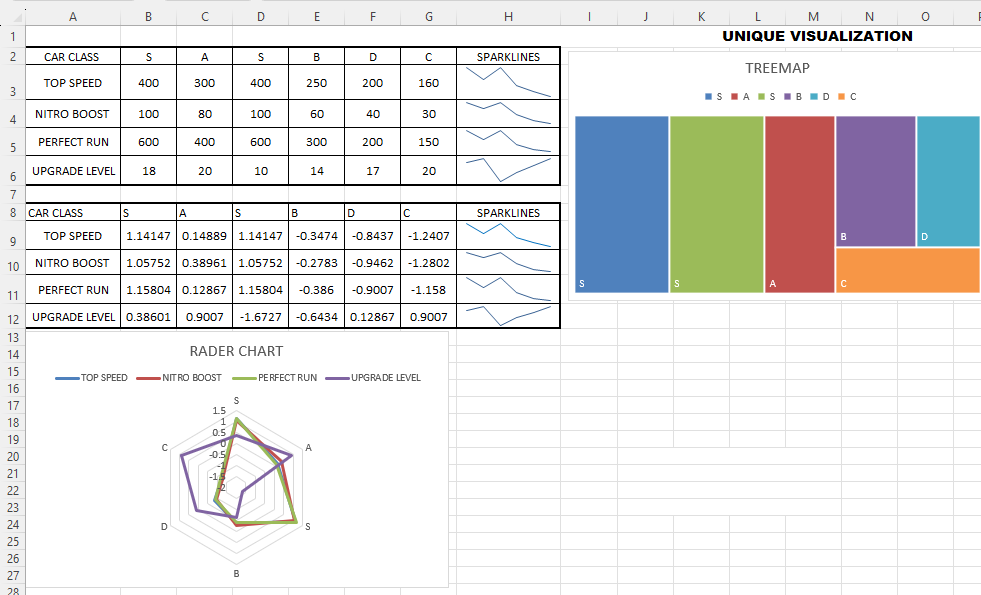 A B C D E F G H I J K L M N O
1 UNIQUE VISUALIZATION
2 CAR CLASS S A S B D C SPARKLINES
3 TOP SPEED 400 300 400 250 200 160
4 NITRO BOOST 100 80 100 60 40 30
5 PERFECT RUN 600 400 600 300 200 150
6 UPGRADE LEVEL 18 20 10 14 17 20
7
8 CAR CLASS S A S B D C SPARKLINES
9 TOP SPEED 1.14147 0.14889 1.14147 -0.3474 -0.8437 -1.2407
10 NITRO BOOST 1.05752 0.38961 1.05752 -0.2783 -0.9462 -1.2802
11 PERFECT RUN 1.15804 0.12867 1.15804 -0.386 -0.9007 -1.158
12 UPGRADE LEVEL 0.38601 0.9007 -1.6727 -0.6434 0.12867 0.9007
TREEMAP
S A S B D C
B D
S S A C
13
14
15
16
17
18
19
20
21
22
23
24
25
26
27
28
RADER CHART
TOP SPEED NITRO BOOST PERFECT RUN UPGRADE LEVEL
S
1.5
1
0.5
0
-0.5
-1
-1.5
-2
C A
D S
B